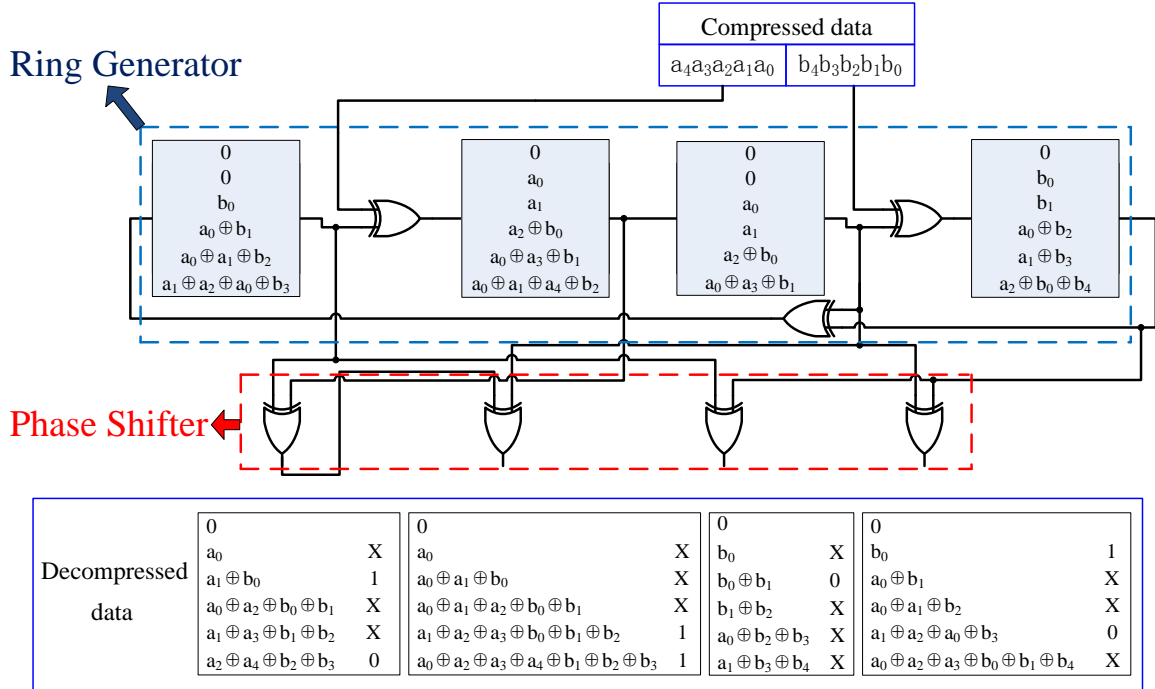 Compressed data
a₄a₃a₂a₁a₀ b₄b₃b₂b₁b₀
Ring Generator
0
0
b₀
a₀⊕b₁
a₀⊕a₁⊕b₂
a₁⊕a₂⊕a₀⊕b₃
0
a₀
a₁
a₂⊕b₀
a₀⊕a₃⊕b₁
a₀⊕a₁⊕a₄⊕b₂
0
0
a₀
a₁
a₂⊕b₀
a₀⊕a₃⊕b₁
0
b₀
b₁
a₀⊕b₂
a₁⊕b₃
a₂⊕b₀⊕b₄
Phase Shifter
Decompressed
data
0
a₀ X
a₁⊕b₀ 1
a₀⊕a₂⊕b₀⊕b₁ X
a₁⊕a₃⊕b₁⊕b₂ X
a₂⊕a₄⊕b₂⊕b₃ 0
0
a₀ X
a₀⊕a₁⊕b₀ X
a₀⊕a₁⊕a₂⊕b₀⊕b₁ X
a₁⊕a₂⊕a₃⊕b₀⊕b₁⊕b₂ 1
a₀⊕a₂⊕a₃⊕a₄⊕b₁⊕b₂⊕b₃ 1
0
b₀ X
b₀⊕b₁ 0
b₁⊕b₂ X
a₀⊕b₂⊕b₃ X
a₁⊕b₃⊕b₄ X
0
b₀ 1
a₀⊕b₁ X
a₀⊕a₁⊕b₂ X
a₁⊕a₂⊕a₀⊕b₃ 0
a₀⊕a₂⊕a₃⊕b₀⊕b₁⊕b₄ X